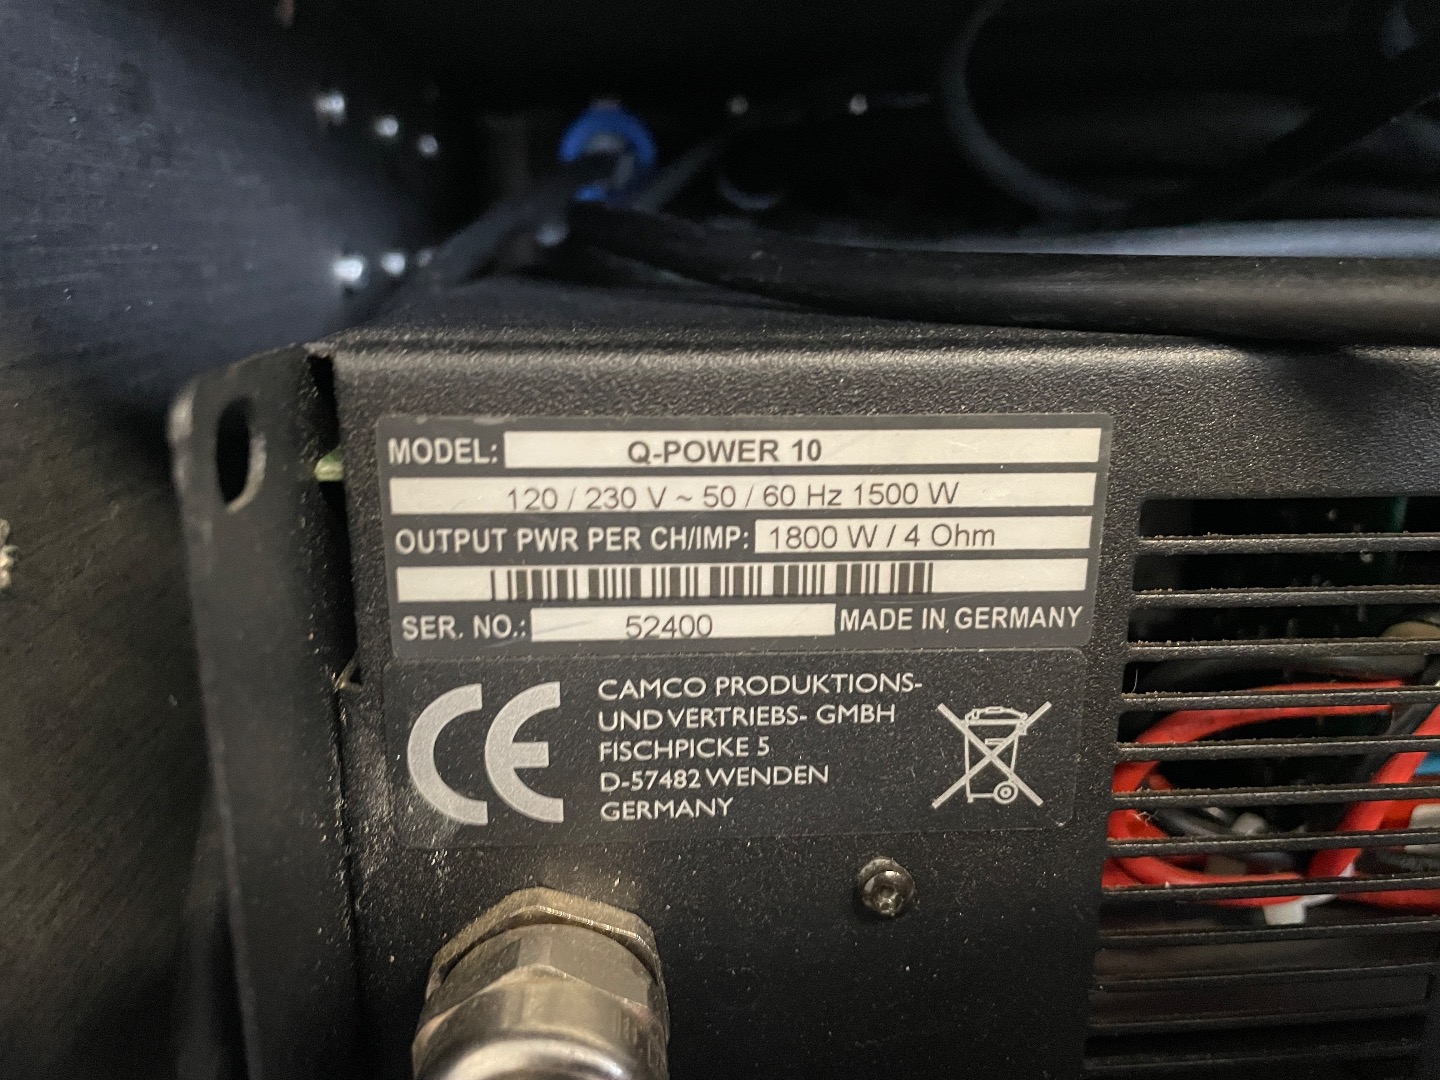 MODEL: Q-POWER 10
120 / 230 V ~ 50 / 60 Hz 1500 W
OUTPUT PWR PER CH/IMP: 1800 W / 4 Ohm
SER. NO.: 52400 MADE IN GERMANY
CE
CAMCO PRODUKTIONS-
UND VERTRIEBS- GMBH
FISCHPICKE 5
D-57482 WENDEN
GERMANY